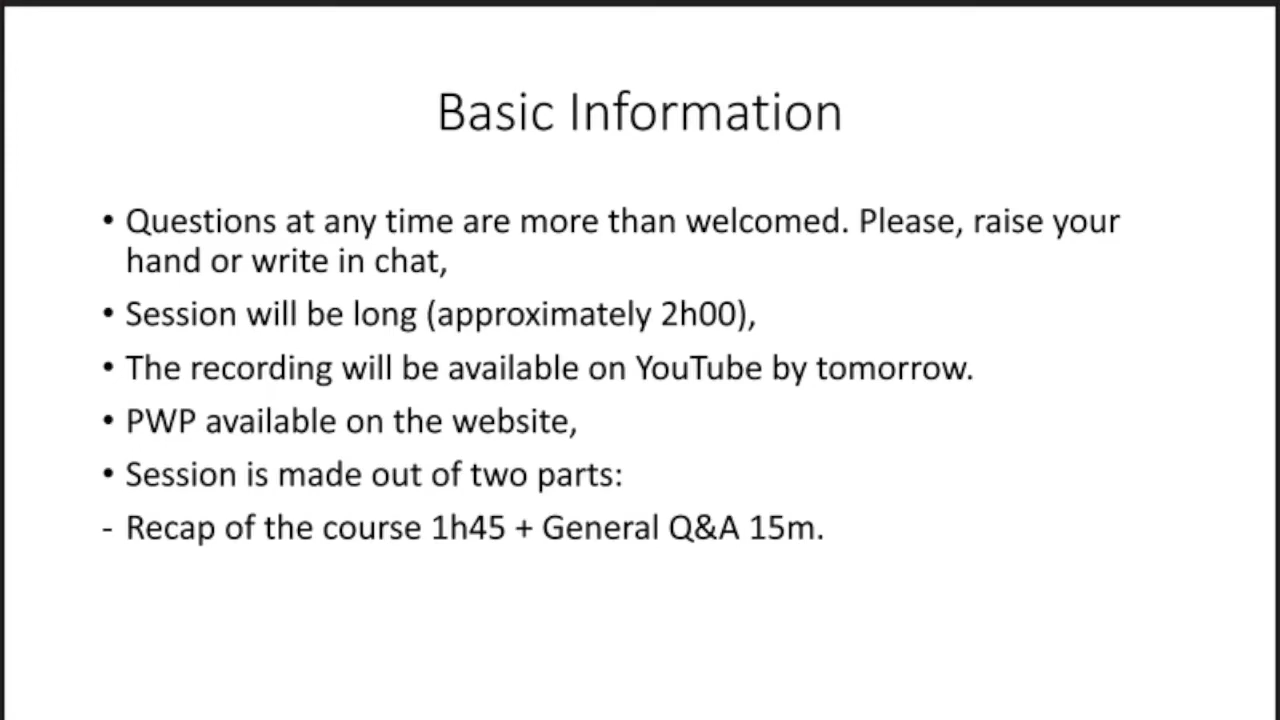 Basic Information
• Questions at any time are more than welcomed. Please, raise your
hand or write in chat,
• Session will be long (approximately 2h00),
• The recording will be available on YouTube by tomorrow.
• PWP available on the website,
• Session is made out of two parts:
- Recap of the course 1h45 + General Q&A 15m.